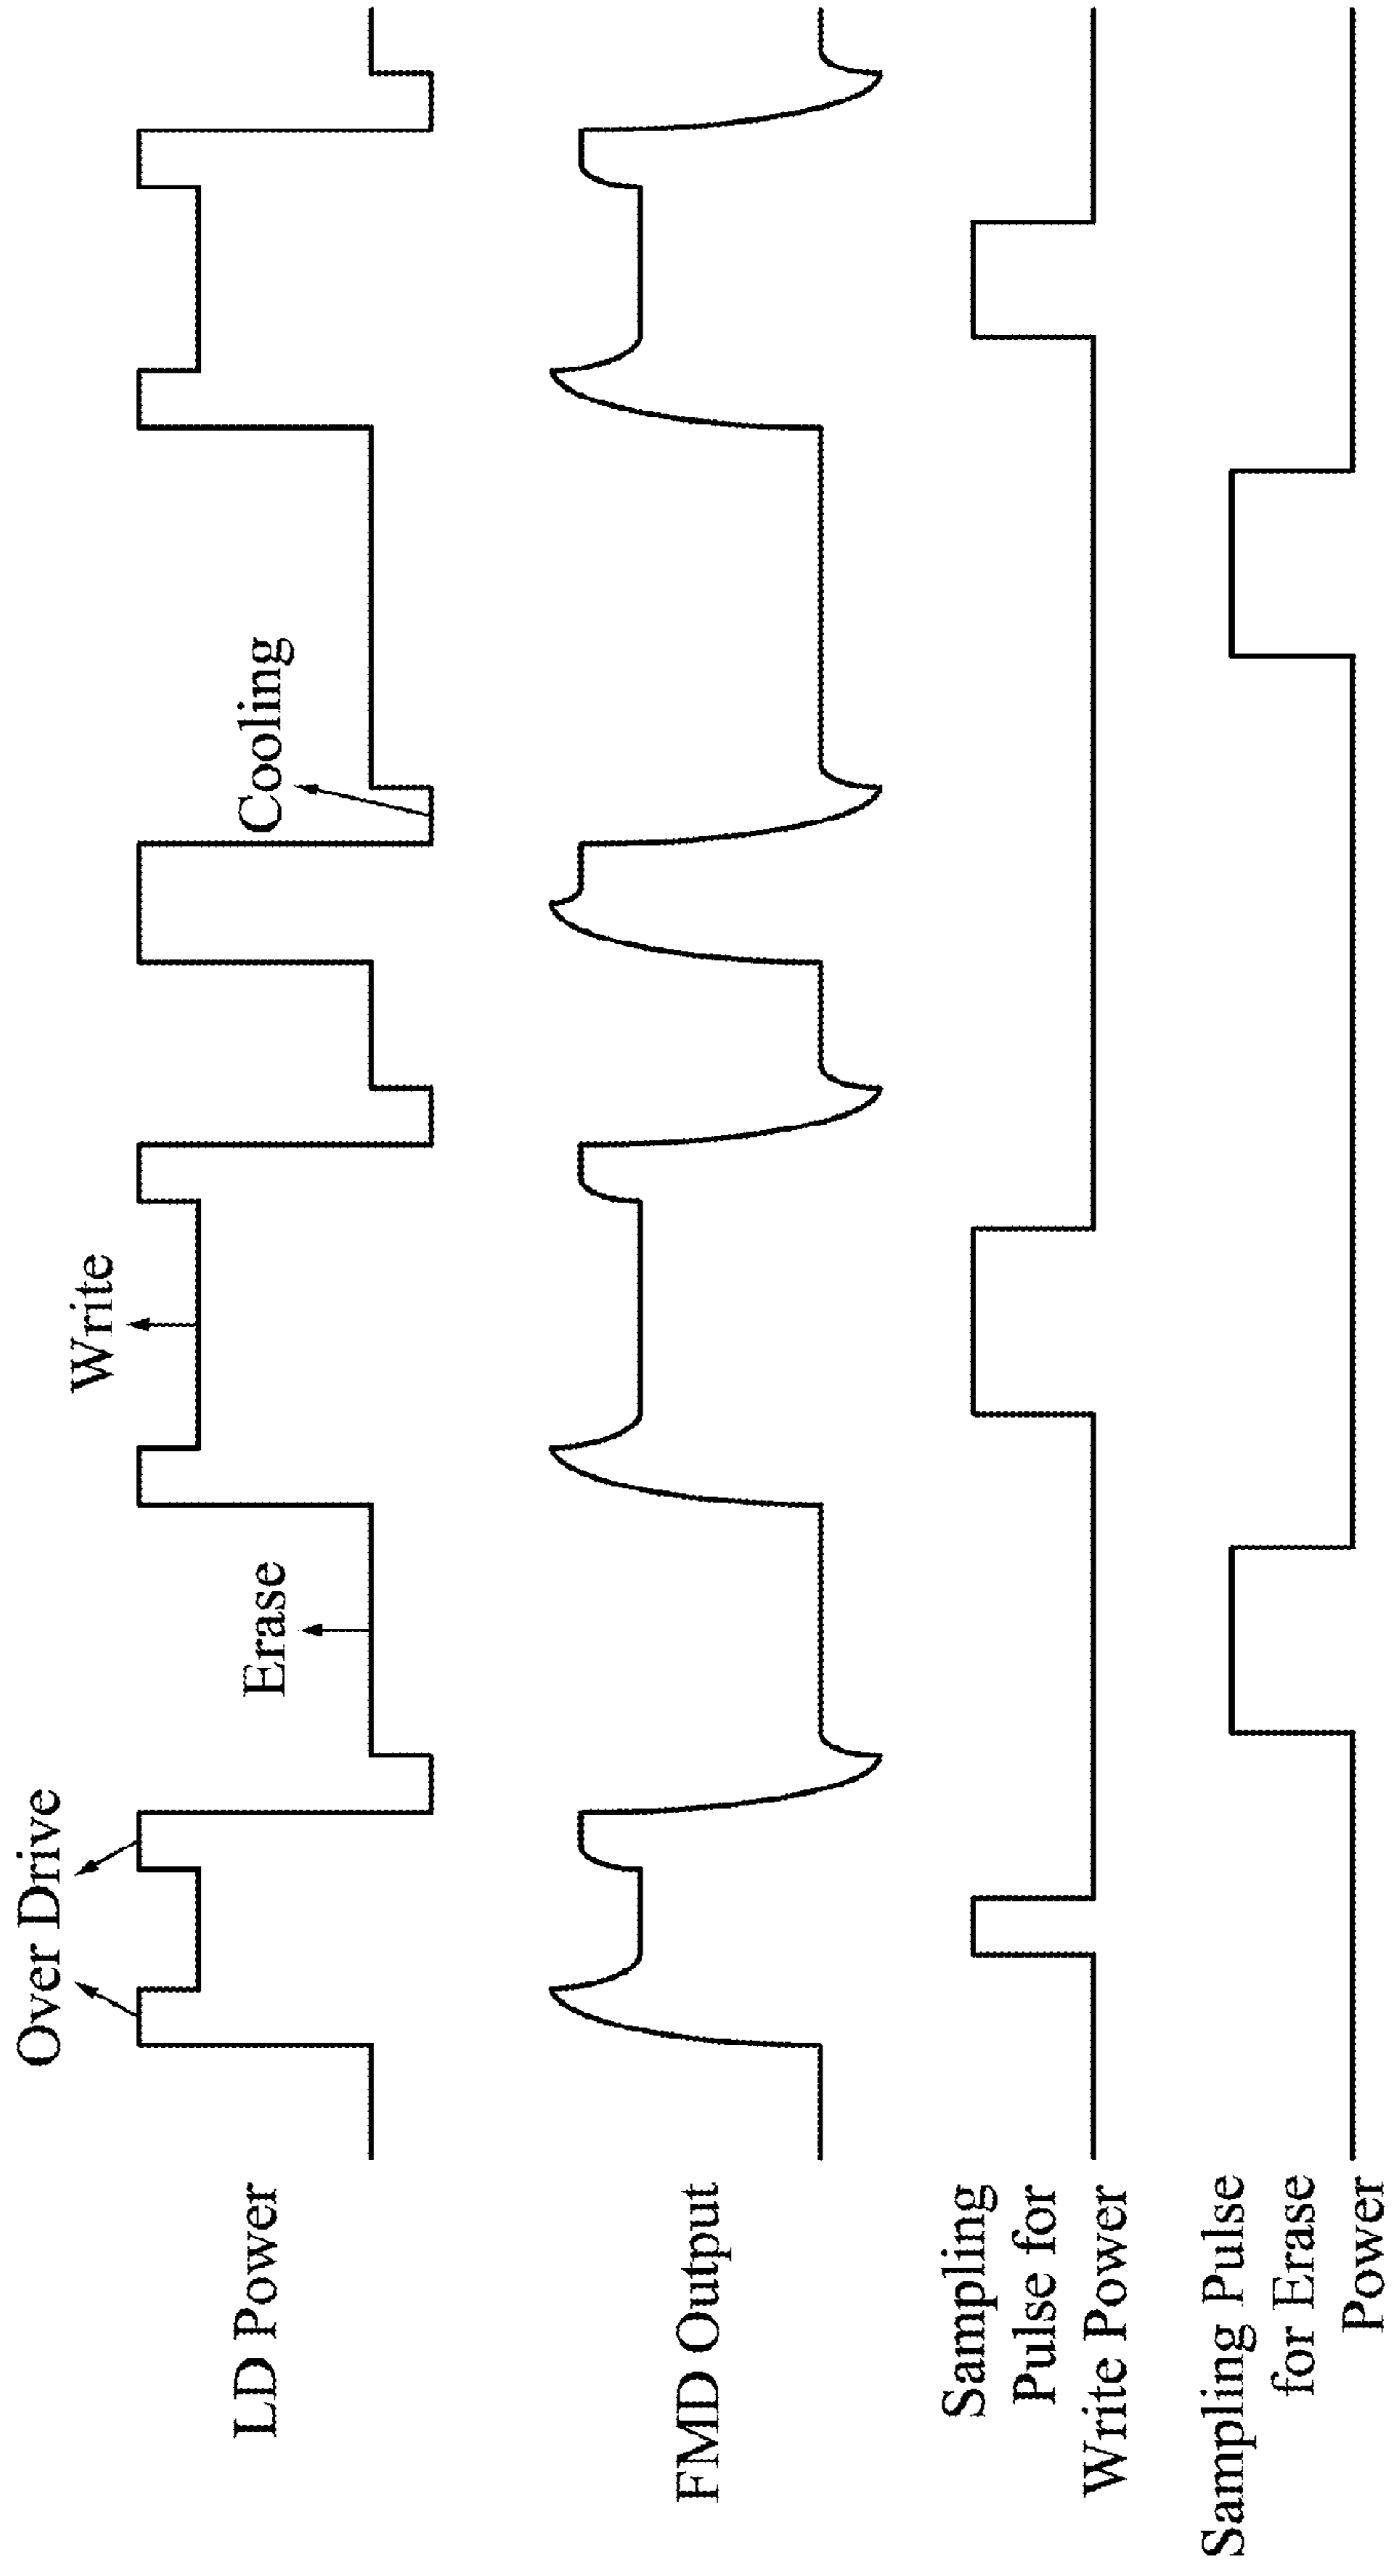 Over Drive
Write
Erase
Cooling
LD Power
FMD Output
Sampling
Pulse for
Write Power
Sampling Pulse
for Erase
Power